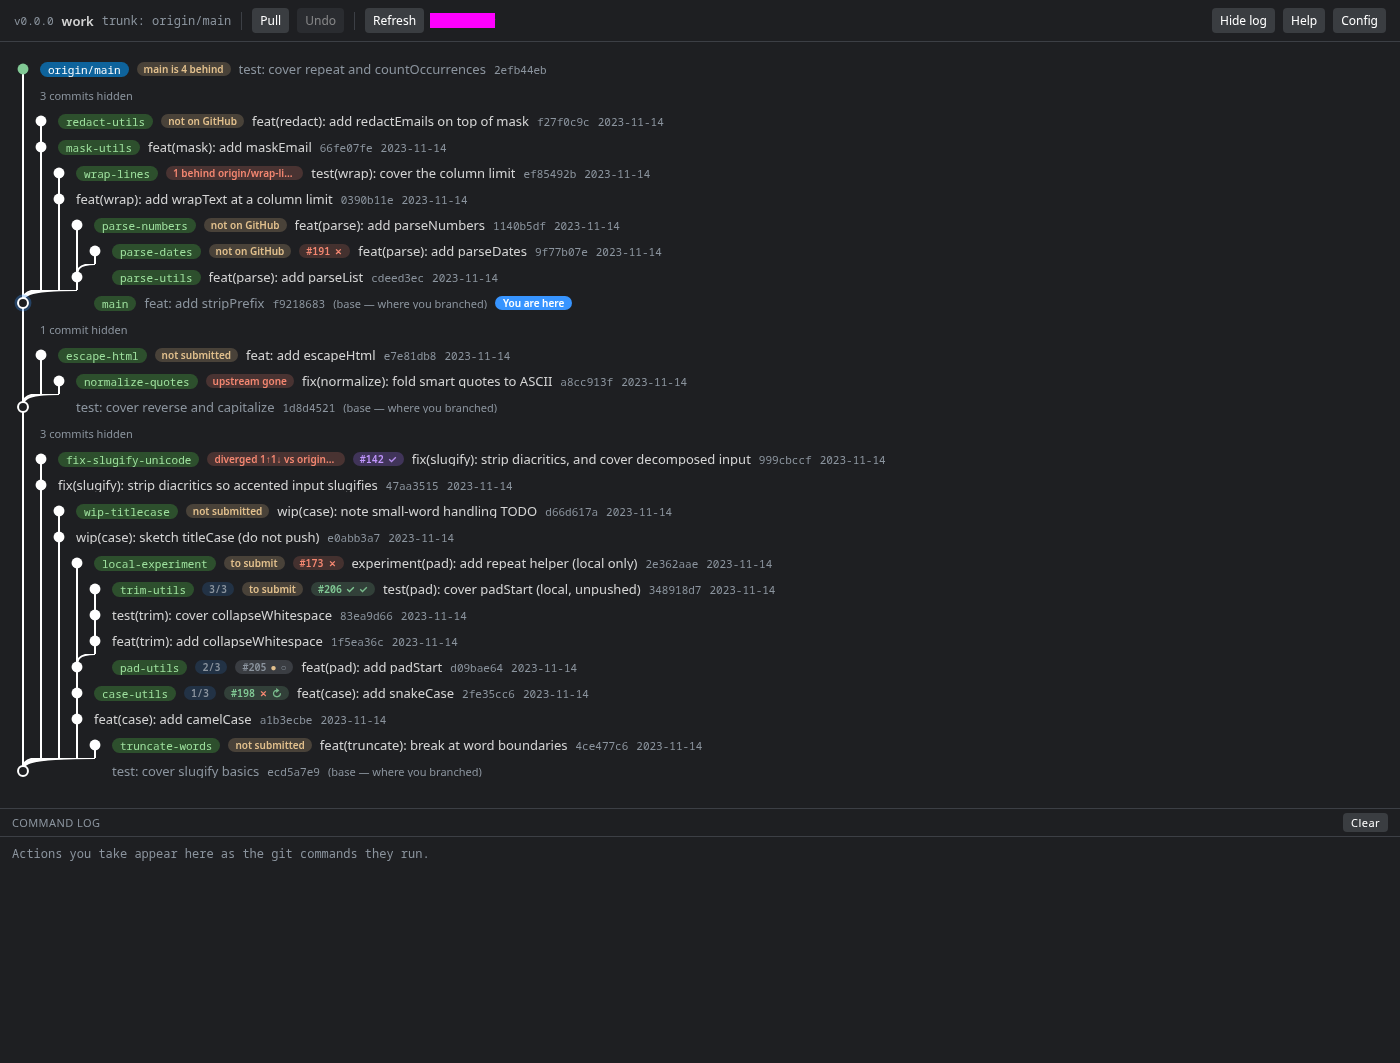 v0.0.0 work trunk: origin/main Pull Undo Refresh Hide log Help Config
origin/main main is 4 behind test: cover repeat and countOccurrences 2efb44eb
3 commits hidden
redact-utils not on GitHub feat(redact): add redactEmails on top of mask f27f0c9c 2023-11-14
mask-utils feat(mask): add maskEmail 66fe07fe 2023-11-14
wrap-lines 1 behind origin/wrap-li... test(wrap): cover the column limit ef85492b 2023-11-14
feat(wrap): add wrapText at a column limit 0390b11e 2023-11-14
parse-numbers not on GitHub feat(parse): add parseNumbers 1140b5df 2023-11-14
parse-dates not on GitHub #191 × feat(parse): add parseDates 9f77b07e 2023-11-14
parse-utils feat(parse): add parseList cdeed3ec 2023-11-14
main feat: add stripPrefix f9218683 (base — where you branched) You are here
1 commit hidden
escape-html not submitted feat: add escapeHtml e7e81db8 2023-11-14
normalize-quotes upstream gone fix(normalize): fold smart quotes to ASCII a8cc913f 2023-11-14
test: cover reverse and capitalize 1d8d4521 (base — where you branched)
3 commits hidden
fix-slugify-unicode diverged 1↑1↓ vs origin... #142 ✓ fix(slugify): strip diacritics, and cover decomposed input 999cbccf 2023-11-14
fix(slugify): strip diacritics so accented input slugifies 47aa3515 2023-11-14
wip-titlecase not submitted wip(case): note small-word handling TODO d66d617a 2023-11-14
wip(case): sketch titleCase (do not push) e0abb3a7 2023-11-14
local-experiment to submit #173 × experiment(pad): add repeat helper (local only) 2e362aae 2023-11-14
trim-utils 3/3 to submit #206 ✓ ✓ test(pad): cover padStart (local, unpushed) 348918d7 2023-11-14
test(trim): cover collapseWhitespace 83ea9d66 2023-11-14
feat(trim): add collapseWhitespace 1f5ea36c 2023-11-14
pad-utils 2/3 #205 ● ○ feat(pad): add padStart d09bae64 2023-11-14
case-utils 1/3 #198 × ↻ feat(case): add snakeCase 2fe35cc6 2023-11-14
feat(case): add camelCase a1b3ecbe 2023-11-14
truncate-words not submitted feat(truncate): break at word boundaries 4ce477c6 2023-11-14
test: cover slugify basics ecd5a7e9 (base — where you branched)
COMMAND LOG Clear
Actions you take appear here as the git commands they run.